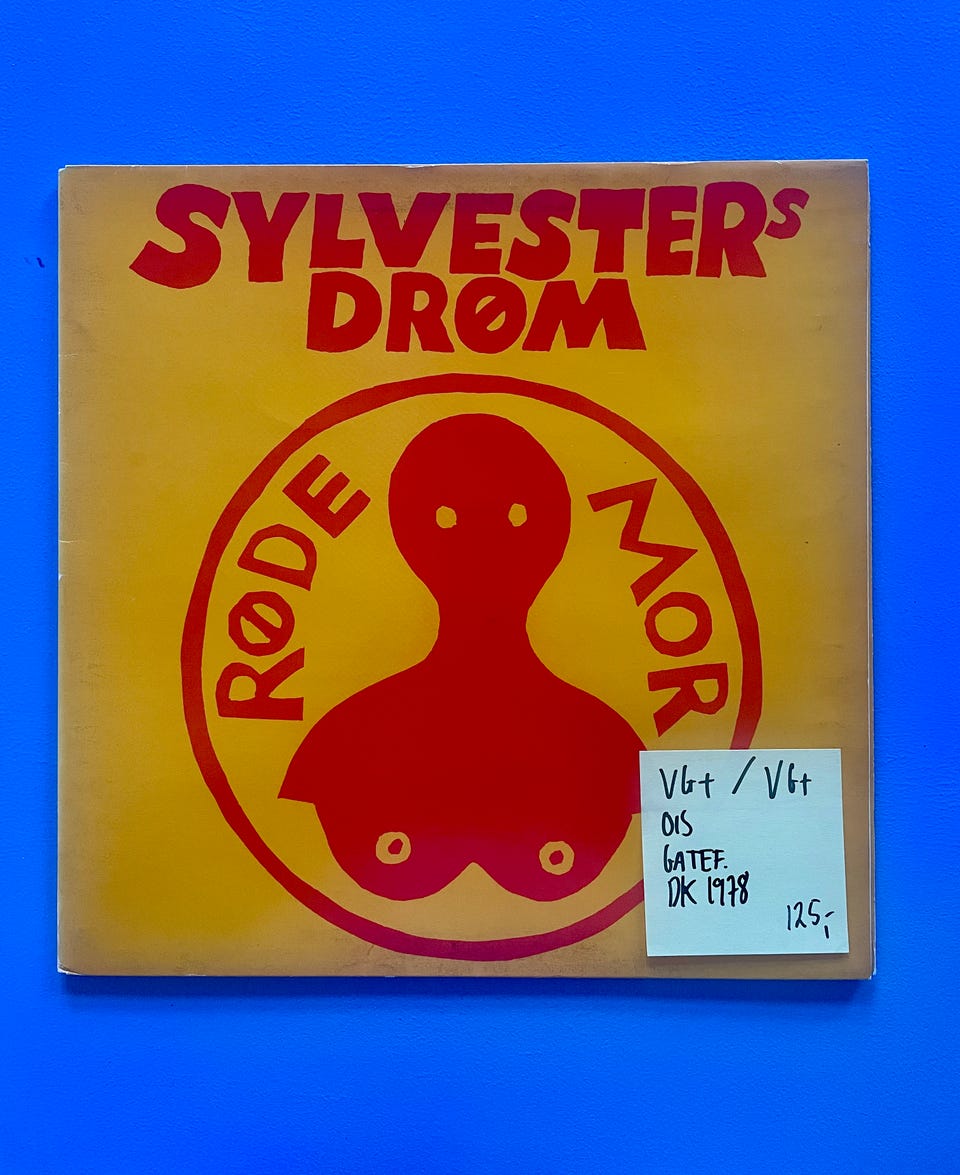 SYLVESTERS
DRØM
RØDE MOR
VG+ / VG+
OIS
GATEF.
DK 1978
125,-